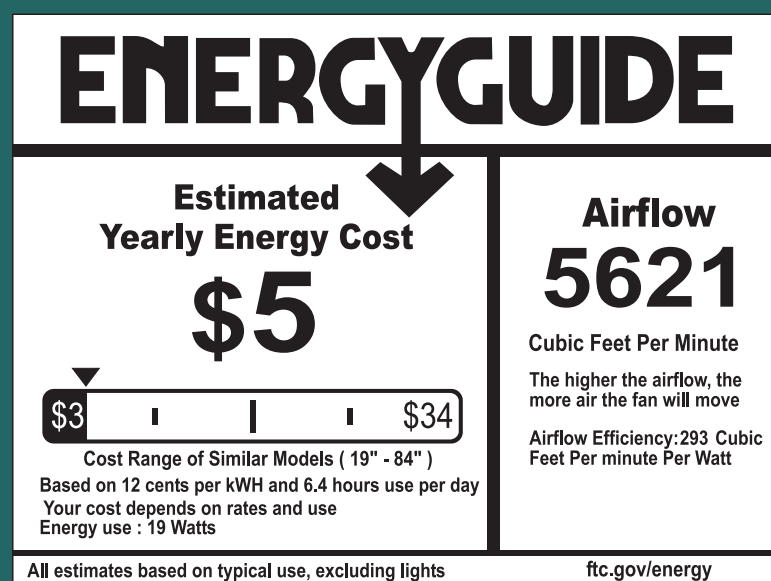 ENERGYGUIDE
Estimated
Yearly Energy Cost
$5
$3
$34
Cost Range of Similar Models ( 19" - 84" )
Based on 12 cents per kWH and 6.4 hours use per day
Your cost depends on rates and use
Energy use : 19 Watts
Airflow
5621
Cubic Feet Per Minute
The higher the airflow, the
more air the fan will move
Airflow Efficiency:293 Cubic
Feet Per minute Per Watt
All estimates based on typical use, excluding lights
ftc.gov/energy